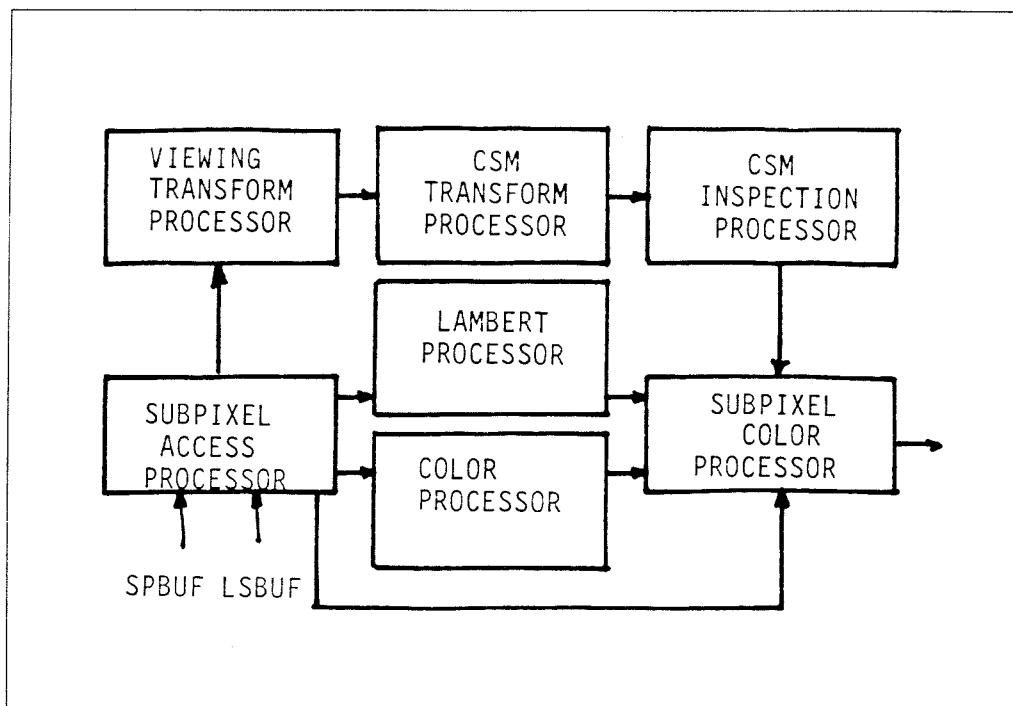 VIEWING
TRANSFORM
PROCESSOR
CSM
TRANSFORM
PROCESSOR
CSM
INSPECTION
PROCESSOR
LAMBERT
PROCESSOR
SUBPIXEL
ACCESS
PROCESSOR
COLOR
PROCESSOR
SUBPIXEL
COLOR
PROCESSOR
SPBUF LSBUF